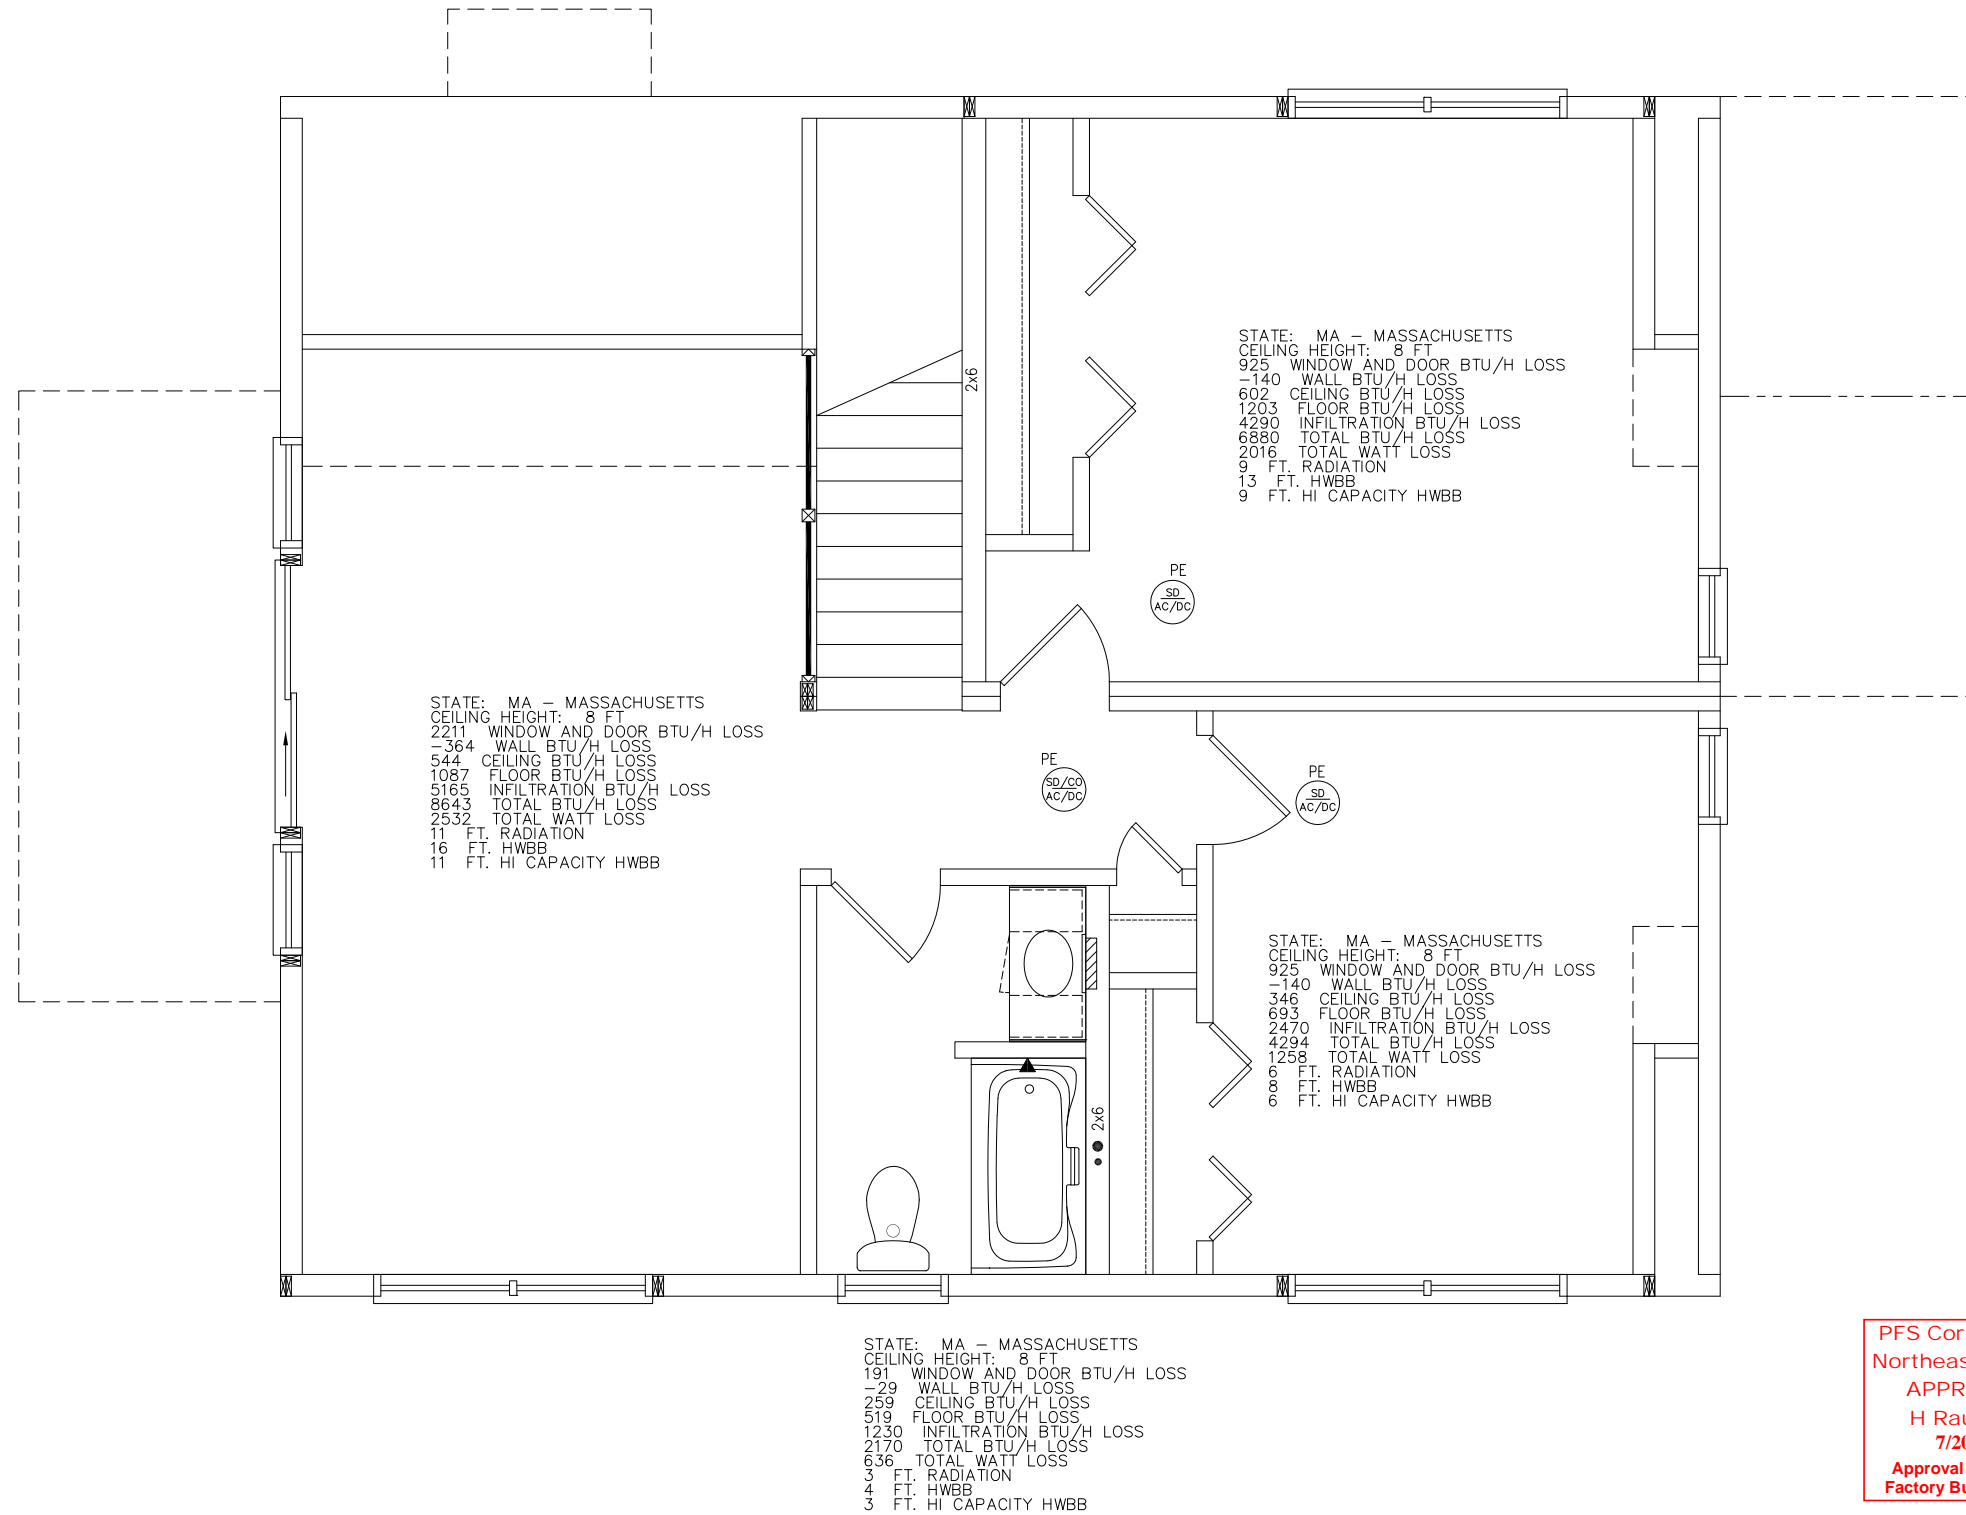 2x6
STATE: MA – MASSACHUSETTS
CEILING HEIGHT: 8 FT
925 WINDOW AND DOOR BTU/H LOSS
–140 WALL BTU/H LOSS
602 CEILING BTU/H LOSS
1203 FLOOR BTU/H LOSS
4290 INFILTRATION BTU/H LOSS
6880 TOTAL BTU/H LOSS
2016 TOTAL WATT LOSS
9 FT. RADIATION
13 FT. HWBB
9 FT. HI CAPACITY HWBB
PE
SD
AC/DC
STATE: MA – MASSACHUSETTS
CEILING HEIGHT: 8 FT
2211 WINDOW AND DOOR BTU/H LOSS
–364 WALL BTU/H LOSS
544 CEILING BTU/H LOSS
1087 FLOOR BTU/H LOSS
5165 INFILTRATION BTU/H LOSS
8643 TOTAL BTU/H LOSS
2532 TOTAL WATT LOSS
11 FT. RADIATION
16 FT. HWBB
11 FT. HI CAPACITY HWBB
PE
SD/CO
AC/DC
PE
SD
AC/DC
STATE: MA – MASSACHUSETTS
CEILING HEIGHT: 8 FT
925 WINDOW AND DOOR BTU/H LOSS
–140 WALL BTU/H LOSS
346 CEILING BTU/H LOSS
693 FLOOR BTU/H LOSS
2470 INFILTRATION BTU/H LOSS
4294 TOTAL BTU/H LOSS
1258 TOTAL WATT LOSS
6 FT. RADIATION
8 FT. HWBB
6 FT. HI CAPACITY HWBB
2x6
STATE: MA – MASSACHUSETTS
CEILING HEIGHT: 8 FT
191 WINDOW AND DOOR BTU/H LOSS
–29 WALL BTU/H LOSS
259 CEILING BTU/H LOSS
519 FLOOR BTU/H LOSS
1230 INFILTRATION BTU/H LOSS
2170 TOTAL BTU/H LOSS
636 TOTAL WATT LOSS
3 FT. RADIATION
4 FT. HWBB
3 FT. HI CAPACITY HWBB
PFS Cor
Northeas
APPR
H Rau
7/20
Approval
Factory Bu